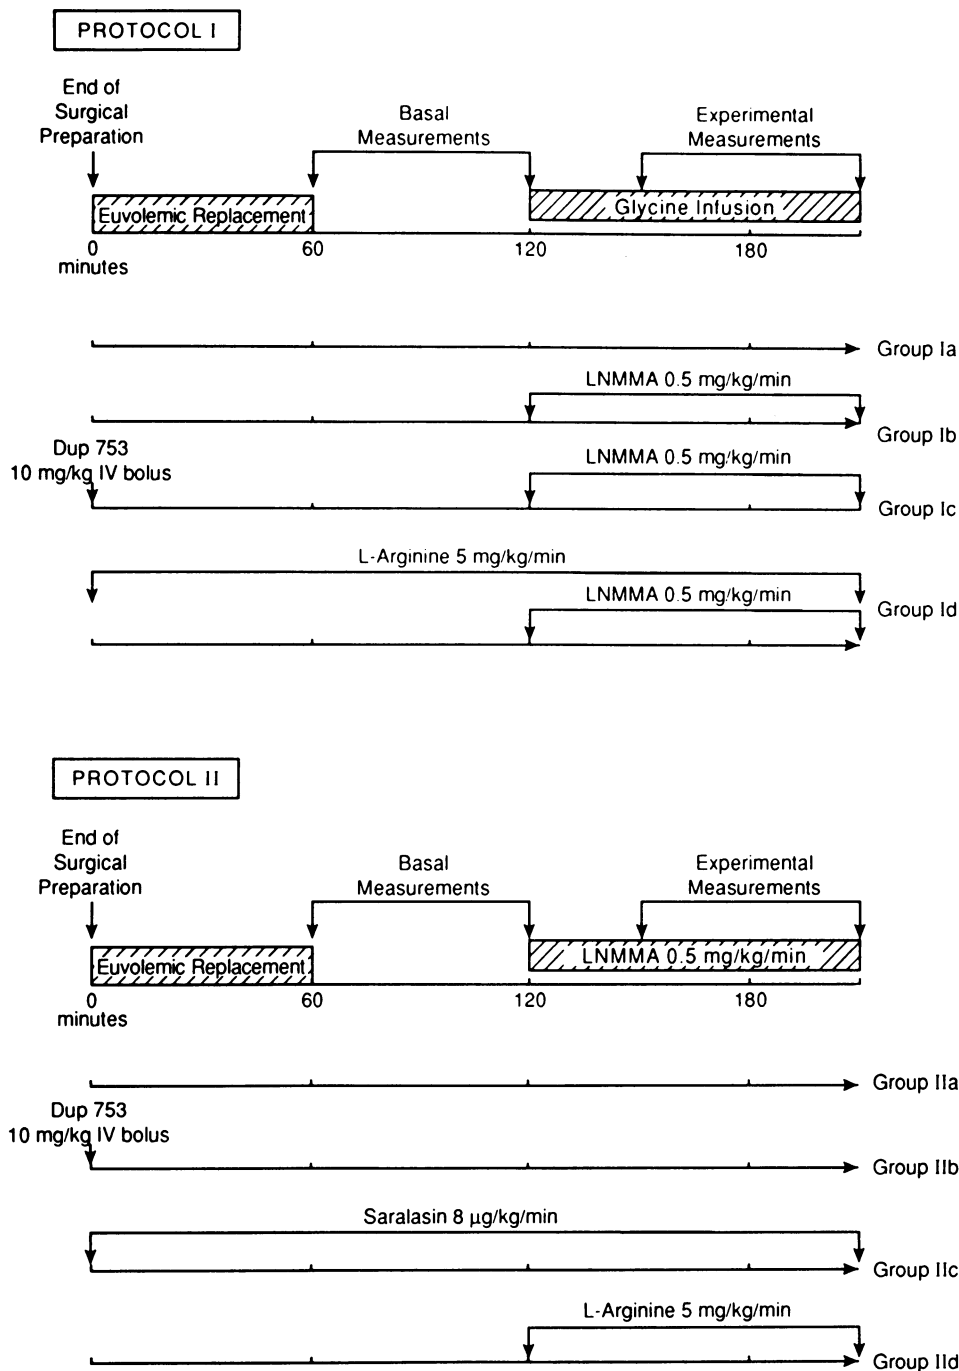 PROTOCOL I
End of
Surgical
Preparation
Basal
Measurements
Experimental
Measurements
Euvolemic Replacement
Glycine Infusion
0
60
120
180
minutes
Group Ia
LNMMA 0.5 mg/kg/min
Group Ib
Dup 753
10 mg/kg IV bolus
LNMMA 0.5 mg/kg/min
Group Ic
L-Arginine 5 mg/kg/min
LNMMA 0.5 mg/kg/min
Group Id
PROTOCOL II
End of
Surgical
Preparation
Basal
Measurements
Experimental
Measurements
Euvolemic Replacement
LNMMA 0.5 mg/kg/min
0
60
120
180
minutes
Group IIa
Dup 753
10 mg/kg IV bolus
Group IIb
Saralasin 8 µg/kg/min
Group IIc
L-Arginine 5 mg/kg/min
Group IId